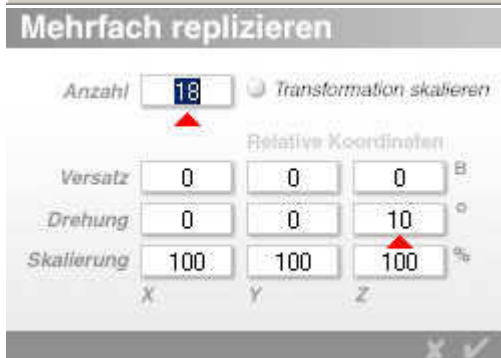 Mehrfach replizieren
Anzahl 18 Transformation skalieren
Relative Koordinaten
Versatz 0 0 0 B
Drehung 0 0 10 °
Skalierung 100 100 100 %
X Y Z